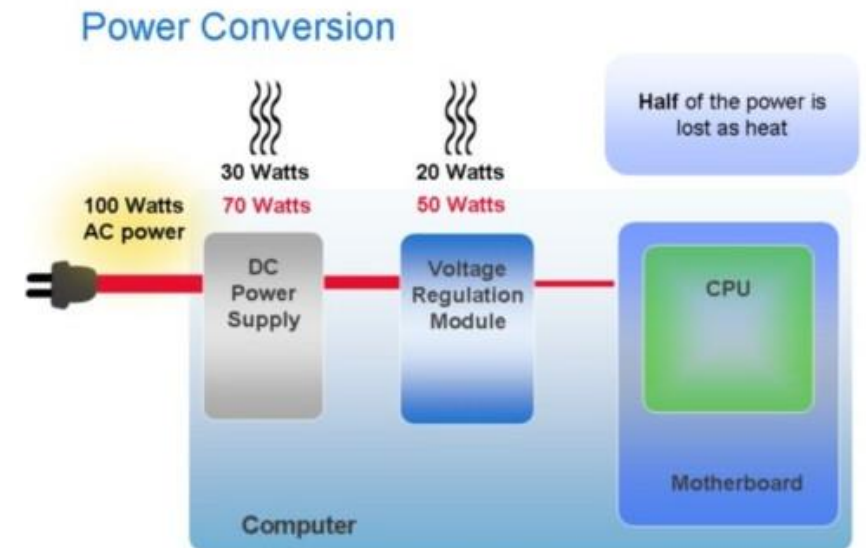 Power Conversion
Half of the power is
lost as heat
30 Watts
70 Watts
20 Watts
50 Watts
100 Watts
AC power
DC
Power
Supply
Voltage
Regulation
Module
CPU
Motherboard
Computer